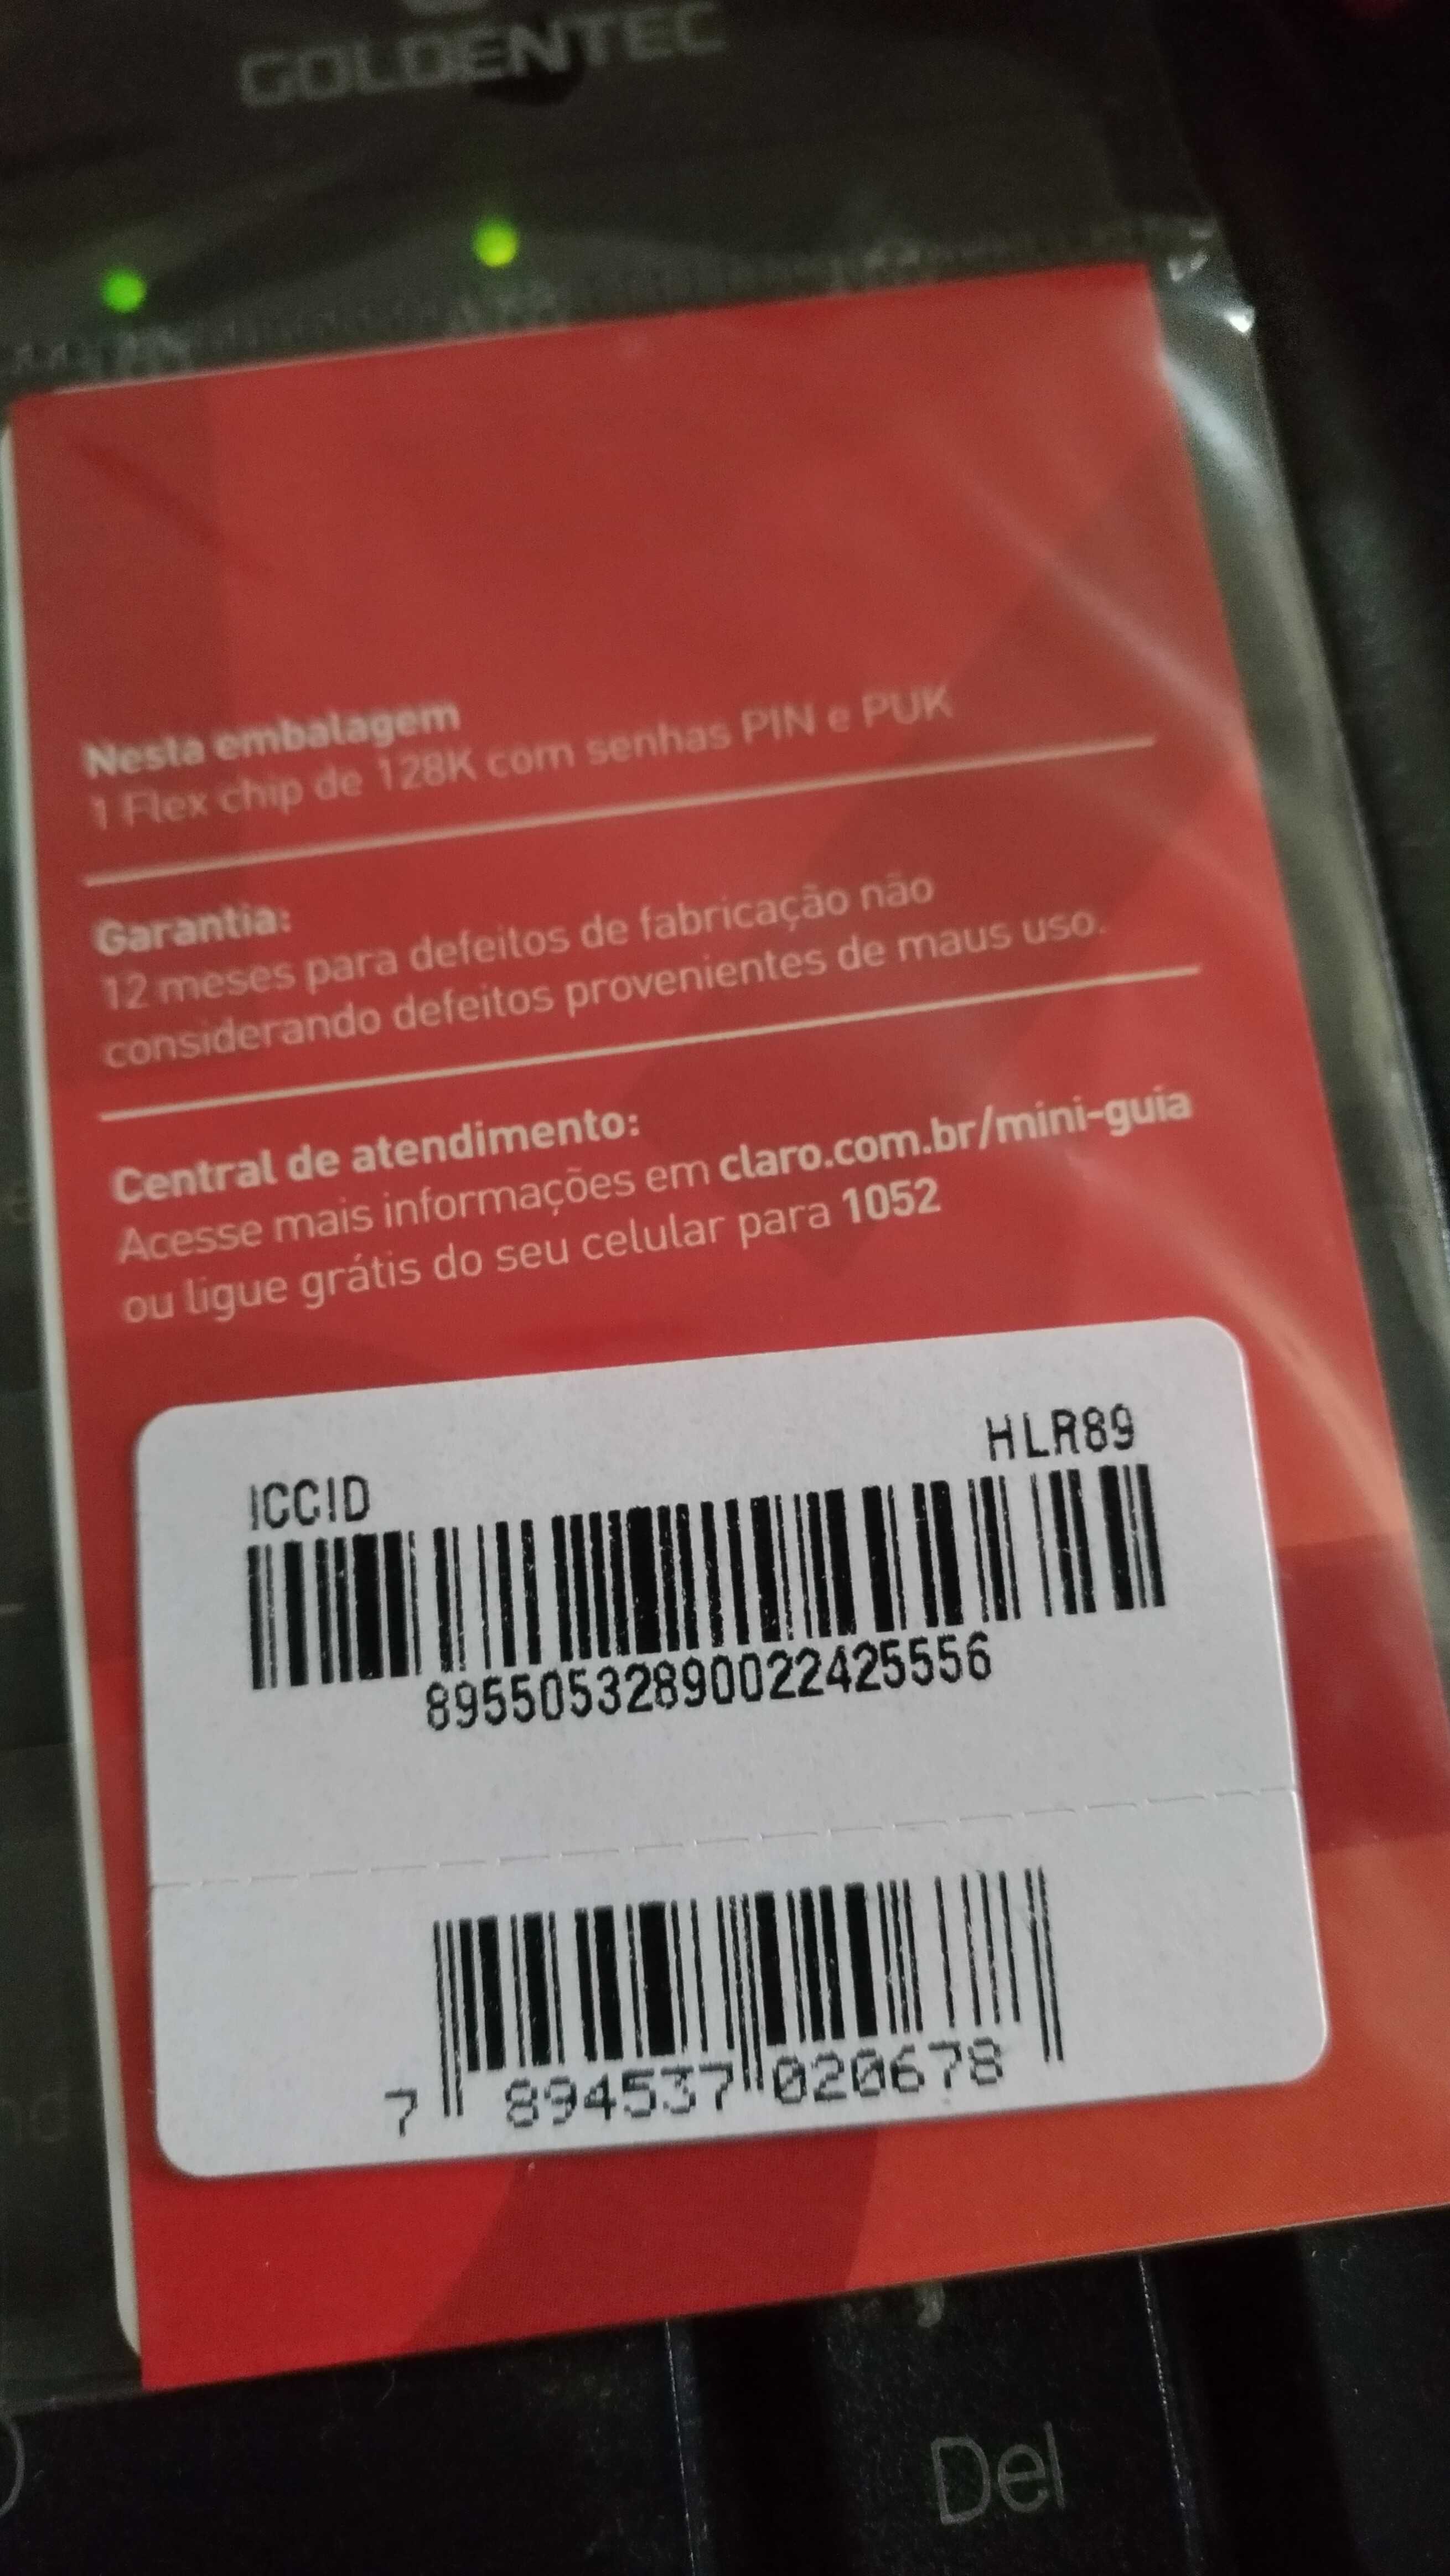 GOLDENTEC
Nesta embalagem
1 Flex chip de 128K com senhas PIN e PUK
Garantia:
12 meses para defeitos de fabricação não
considerando defeitos provenientes de maus uso.
Central de atendimento:
Acesse mais informações em claro.com.br/mini-guia
ou ligue grátis do seu celular para 1052
ICCID
HLR89
89550532890022425556
7 894537 020678
Del